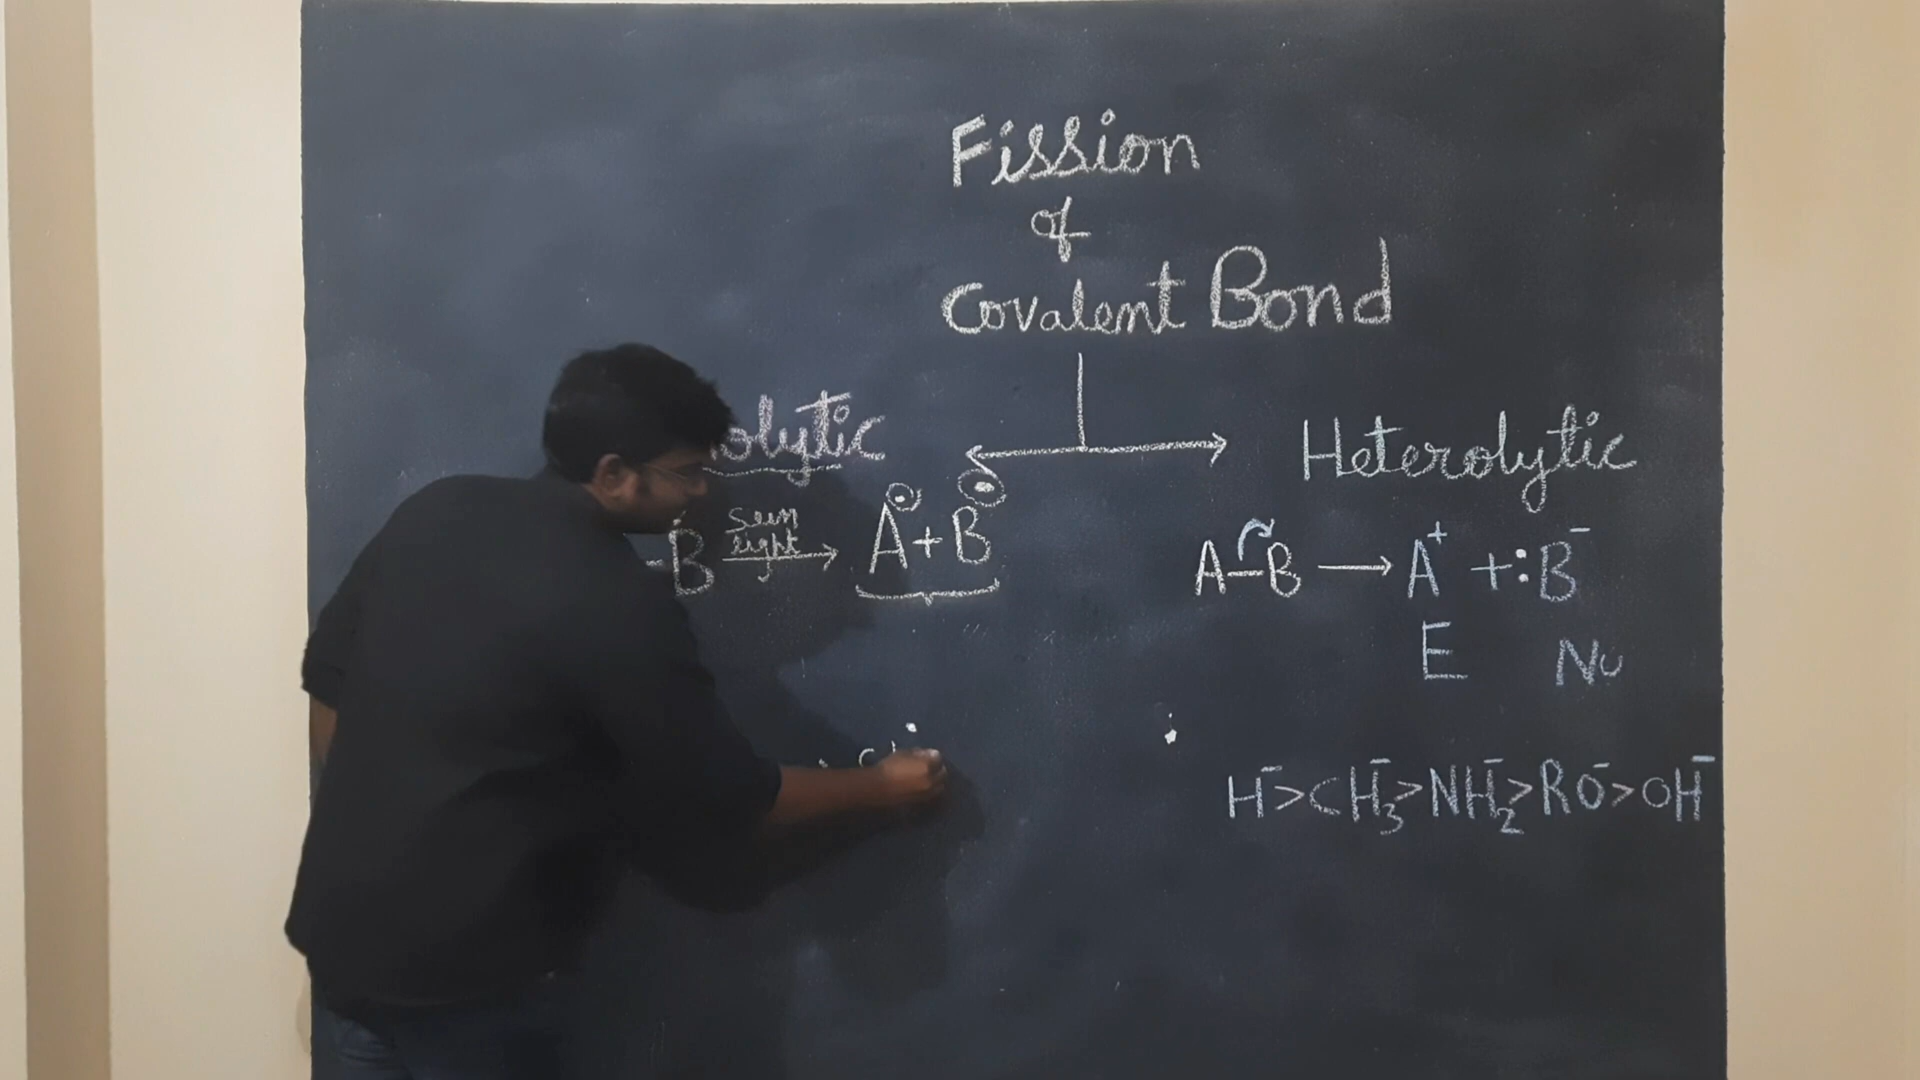 Fission
of
Covalent Bond
olytic
Heterolytic
-B Sun light → Ȧ + Ḃ
A-B → A⁺ + :B⁻
E Nu
H⁻ > CH₃⁻ > NH₂⁻ > RO⁻ > OH⁻